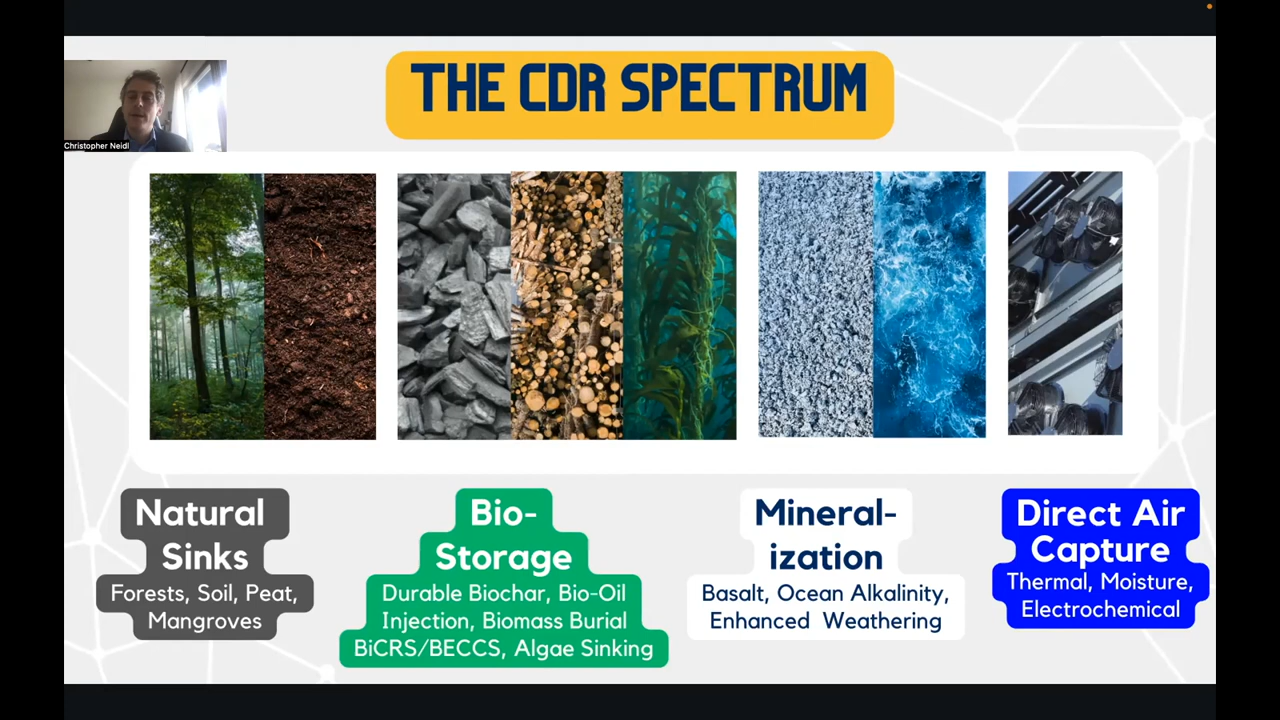 THE CDR SPECTRUM
Christopher Neidl
Natural
Sinks
Forests, Soil, Peat,
Mangroves
Bio-
Storage
Durable Biochar, Bio-Oil
Injection, Biomass Burial
BiCRS/BECCS, Algae Sinking
Mineral-
ization
Basalt, Ocean Alkalinity,
Enhanced Weathering
Direct Air
Capture
Thermal, Moisture,
Electrochemical